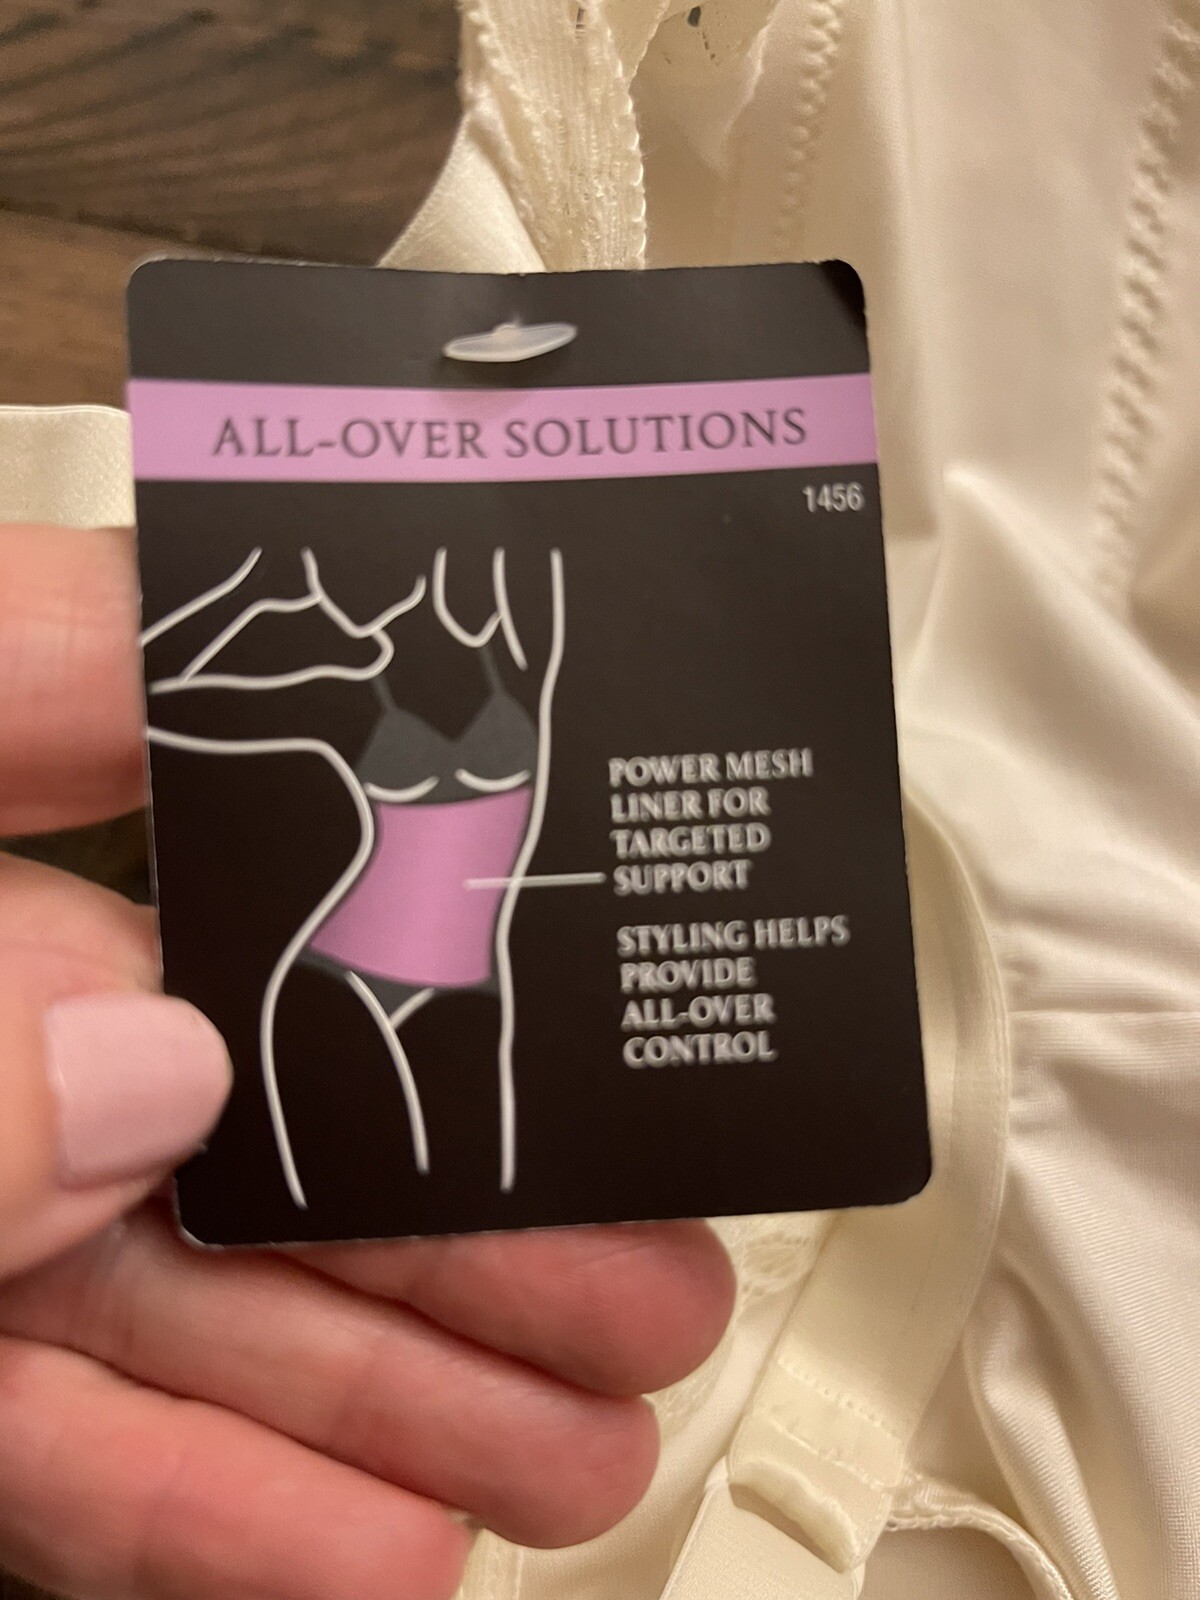 ALL-OVER SOLUTIONS
1456
POWER MESH
LINER FOR
TARGETED
SUPPORT
STYLING HELPS
PROVIDE
ALL-OVER
CONTROL